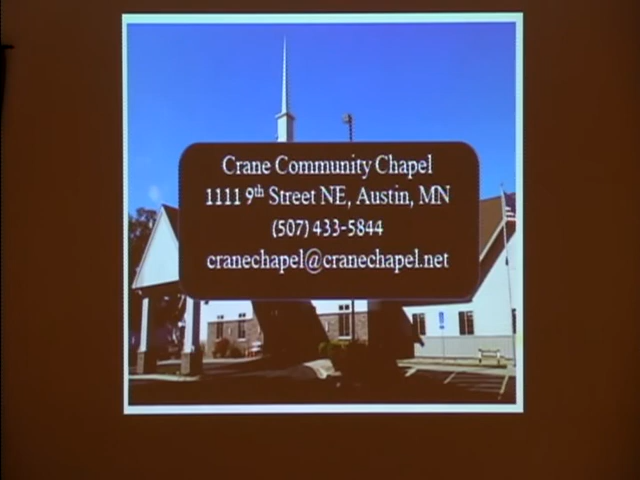 Crane Community Chapel
1111 9th Street NE, Austin, MN
(507) 433-5844
cranechapel@cranechapel.net